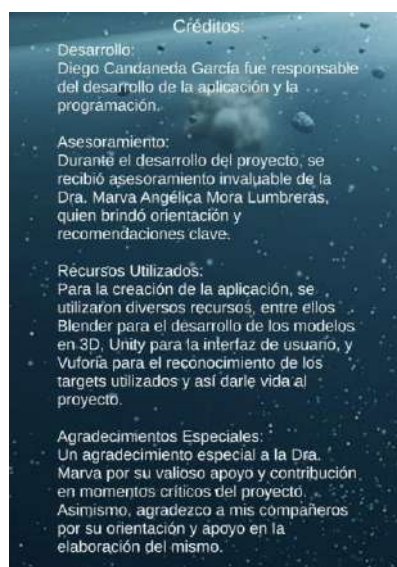 Créditos:
Desarrollo:
Diego Candaneda García fue responsable
del desarrollo de la aplicación y la
programación.
Asesoramiento:
Durante el desarrollo del proyecto, se
recibió asesoramiento invaluable de la
Dra. Marva Angélica Mora Lumbreras,
quien brindó orientación y
recomendaciones clave.
Recursos Utilizados:
Para la creación de la aplicación, se
utilizaron diversos recursos, entre ellos
Blender para el desarrollo de los modelos
en 3D, Unity para la interfaz de usuario, y
Vuforia para el reconocimiento de los
targets utilizados y así darle vida al
proyecto.
Agradecimientos Especiales:
Un agradecimiento especial a la Dra.
Marva por su valioso apoyo y contribución
en momentos críticos del proyecto.
Asimismo, agradezco a mis compañeros
por su orientación y apoyo en la
elaboración del mismo.